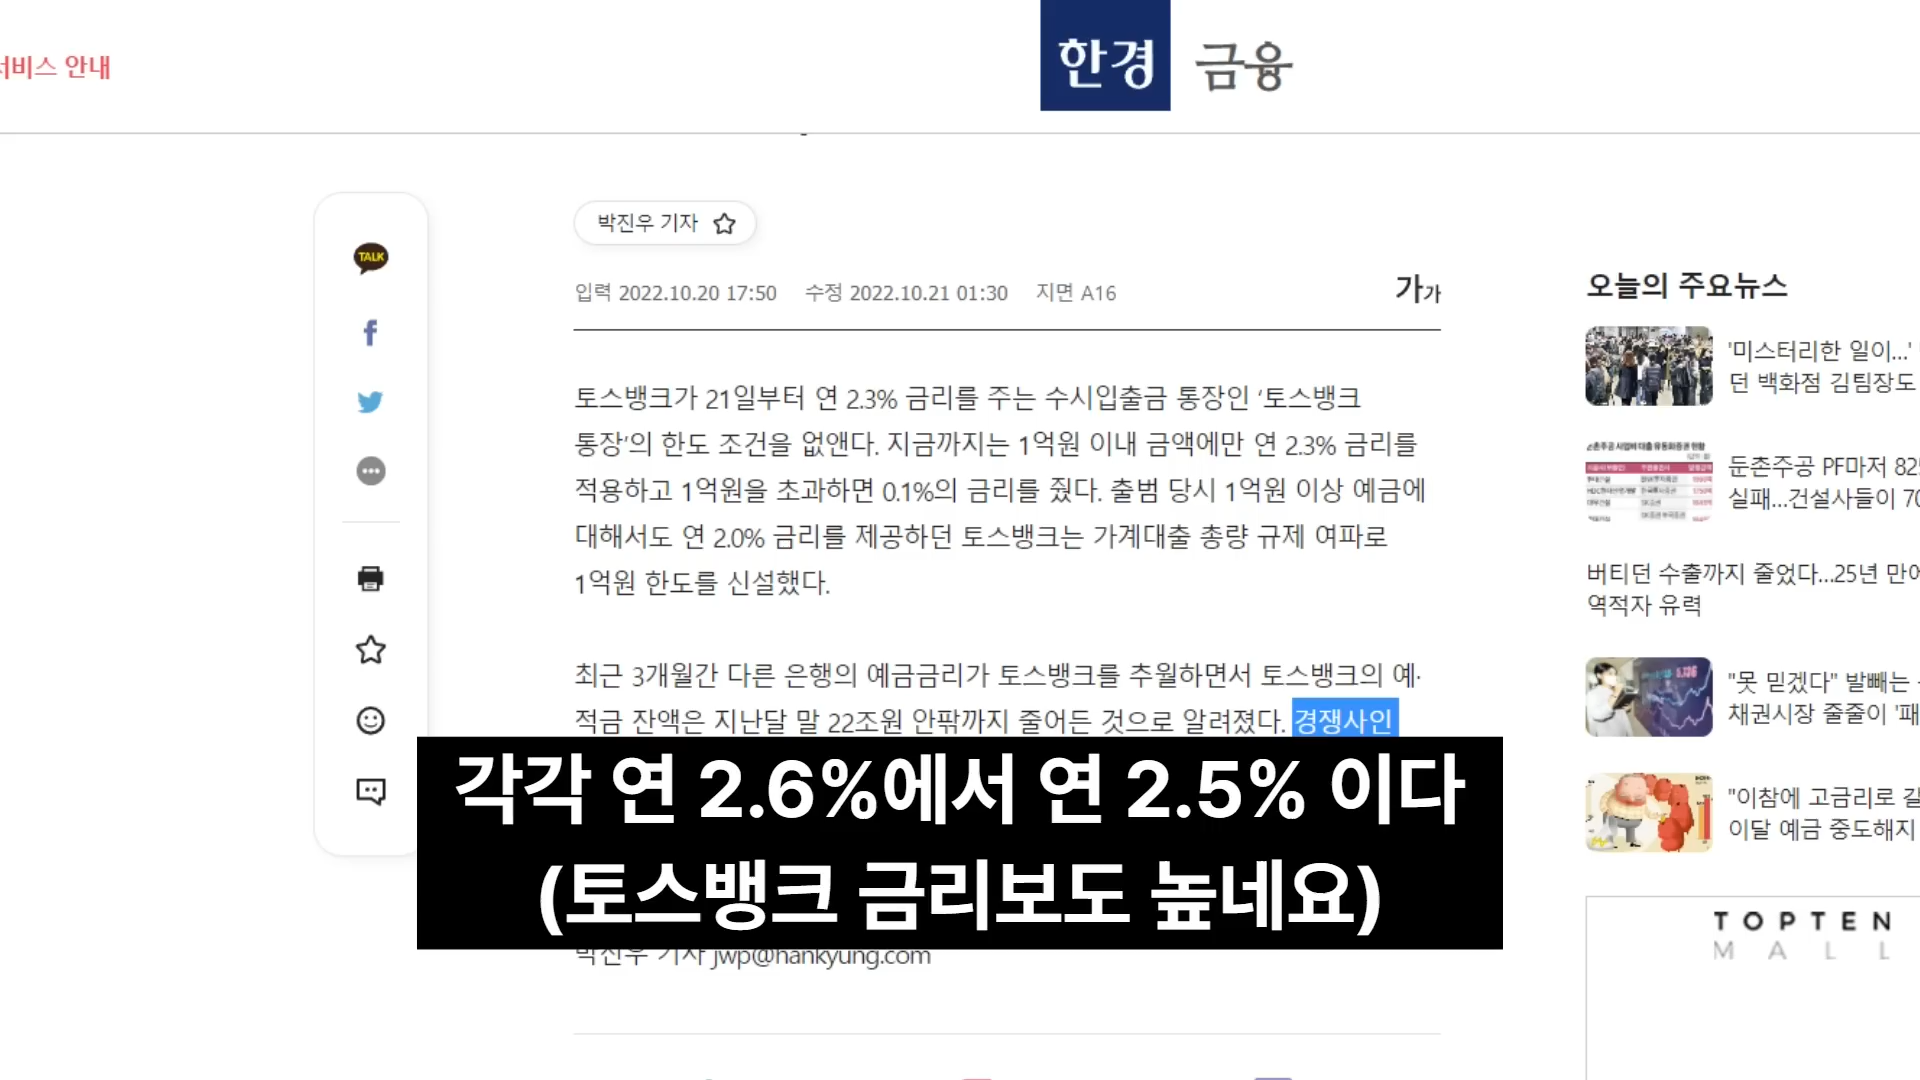 서비스 안내
한경 금융
박진우 기자
입력 2022.10.20 17:50 수정 2022.10.21 01:30 지면 A16
가가
TALK
토스뱅크가 21일부터 연 2.3% 금리를 주는 수시입출금 통장인 ‘토스뱅크
통장’의 한도 조건을 없앤다. 지금까지는 1억원 이내 금액에만 연 2.3% 금리를
적용하고 1억원을 초과하면 0.1%의 금리를 줬다. 출범 당시 1억원 이상 예금에
대해서도 연 2.0% 금리를 제공하던 토스뱅크는 가계대출 총량 규제 여파로
1억원 한도를 신설했다.
최근 3개월간 다른 은행의 예금금리가 토스뱅크를 추월하면서 토스뱅크의 예·
적금 잔액은 지난달 말 22조원 안팎까지 줄어든 것으로 알려졌다. 경쟁사인
각각 연 2.6%에서 연 2.5% 이다
(토스뱅크 금리보도 높네요)
박진우 기자 jwp@hankyung.com
오늘의 주요뉴스
'미스터리한 일이...'
던 백화점 김팀장도
둔촌주공 PF마저 82
실패...건설사들이 70
버티던 수출까지 줄었다...25년 만에
역적자 유력
"못 믿겠다" 발빼는
채권시장 줄줄이 '패
"이참에 고금리로 갈
이달 예금 중도해지
TOPTEN
MALL